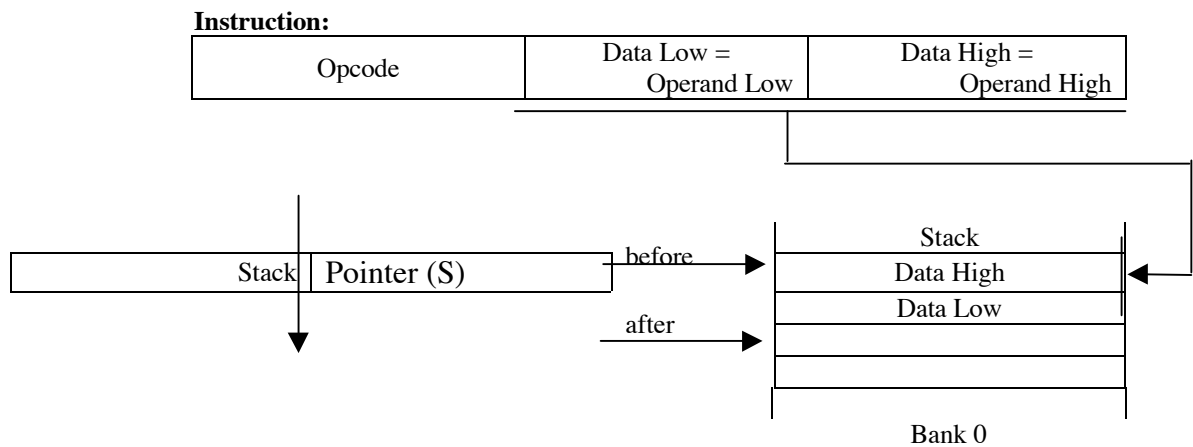 Instruction:
Opcode
Data Low =
Operand Low
Data High =
Operand High
Stack Pointer (S)
before
after
Stack
Data High
Data Low
Bank 0